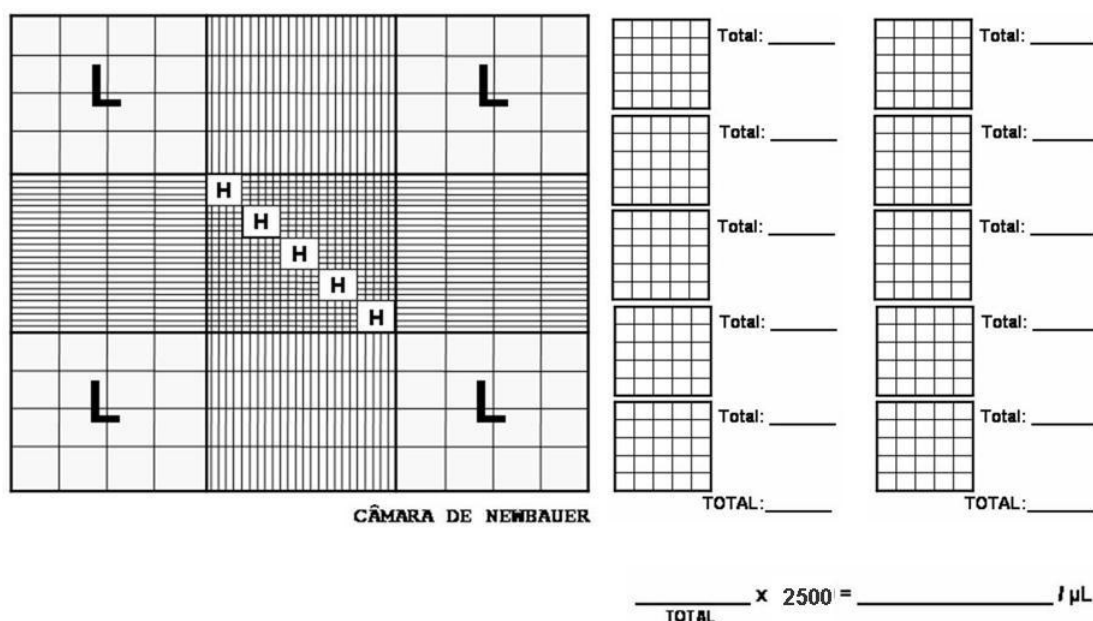 L L
H
H
H
H
H
L L
CÂMARA DE NEWBAUER
Total: ______ Total: ______
Total: ______ Total: ______
Total: ______ Total: ______
Total: ______ Total: ______
Total: ______ Total: ______
TOTAL: ______ TOTAL: ______
______ x 2500 = ______ / µL
TOTAL